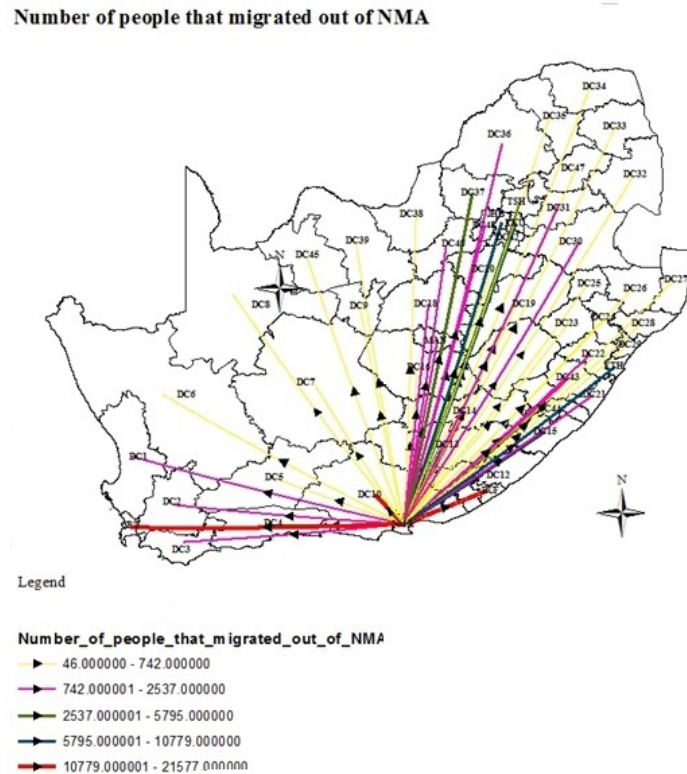 Number of people that migrated out of NMA
DC34
DC35
DC33
DC36
DC47
DC32
DC37
TSH
DC31
DC38
DC39
DC30
DC45
N
DC8
DC9
DC18
DC19
DC25
DC26
DC27
DC23
DC28
DC22
DC7
DC16
DC43
DC6
DC21
DC14
DC44
DC15
DC13
DC1
DC5
DC12
DC10
DC2
DC4
DC3
N
Legend
Number_of_people_that_migrated_out_of_NMA
46.000000 - 742.000000
742.000001 - 2537.000000
2537.000001 - 5795.000000
5795.000001 - 10779.000000
10779.000001 - 21577.000000